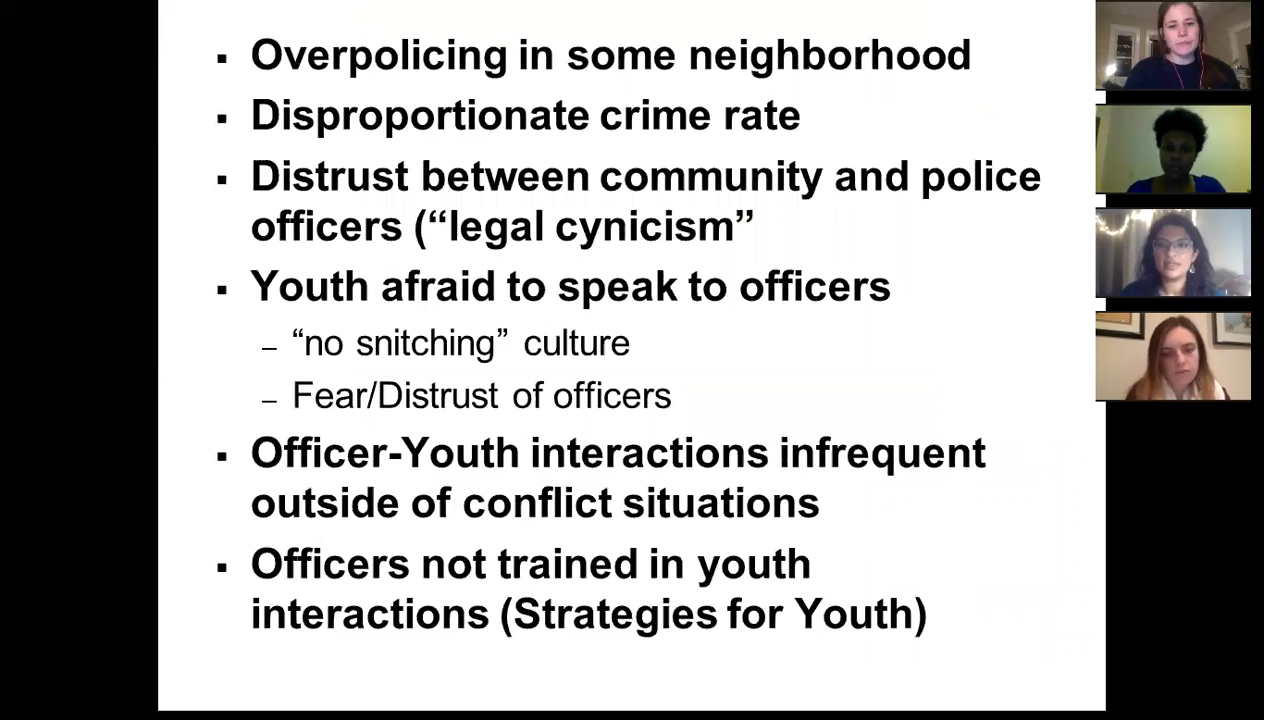 ▪ Overpolicing in some neighborhood
▪ Disproportionate crime rate
▪ Distrust between community and police
officers (“legal cynicism”
▪ Youth afraid to speak to officers
– “no snitching” culture
– Fear/Distrust of officers
▪ Officer-Youth interactions infrequent
outside of conflict situations
▪ Officers not trained in youth
interactions (Strategies for Youth)